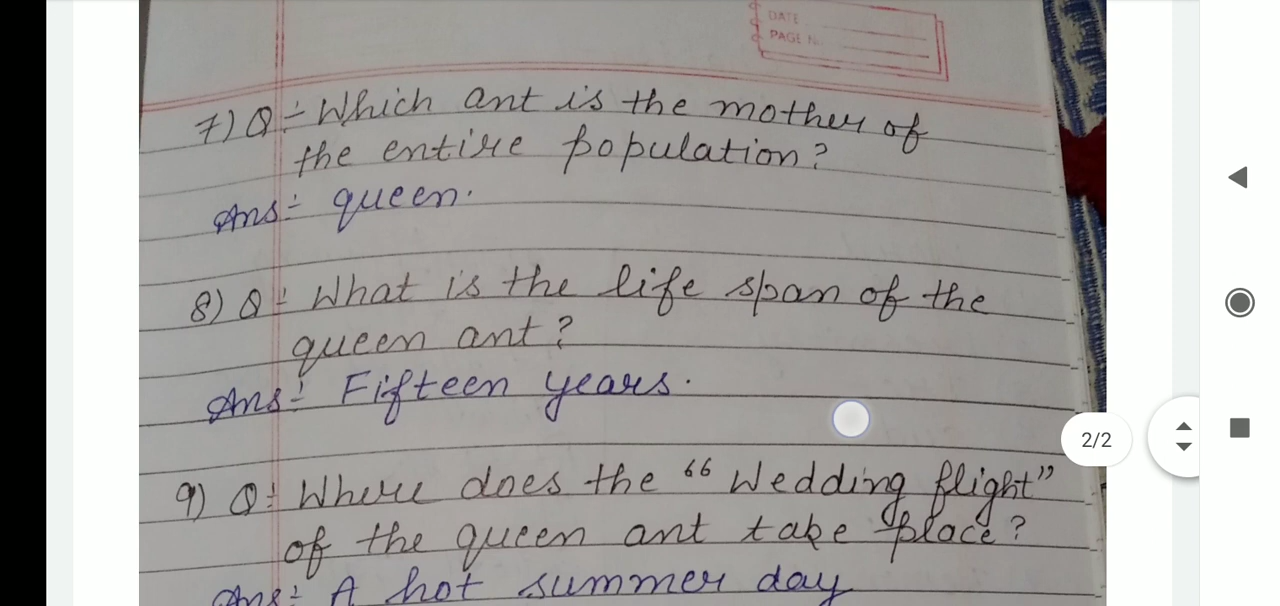 DATE
PAGE N
7) Q÷ Which ant is the mother of
the entire population?
Ans÷ queen.
8) Q÷ What is the life span of the
queen ant?
Ans÷ Fifteen years.
9) Q÷ Where does the "Wedding flight"
of the queen ant take place?
Ans÷ A hot summer day
2/2